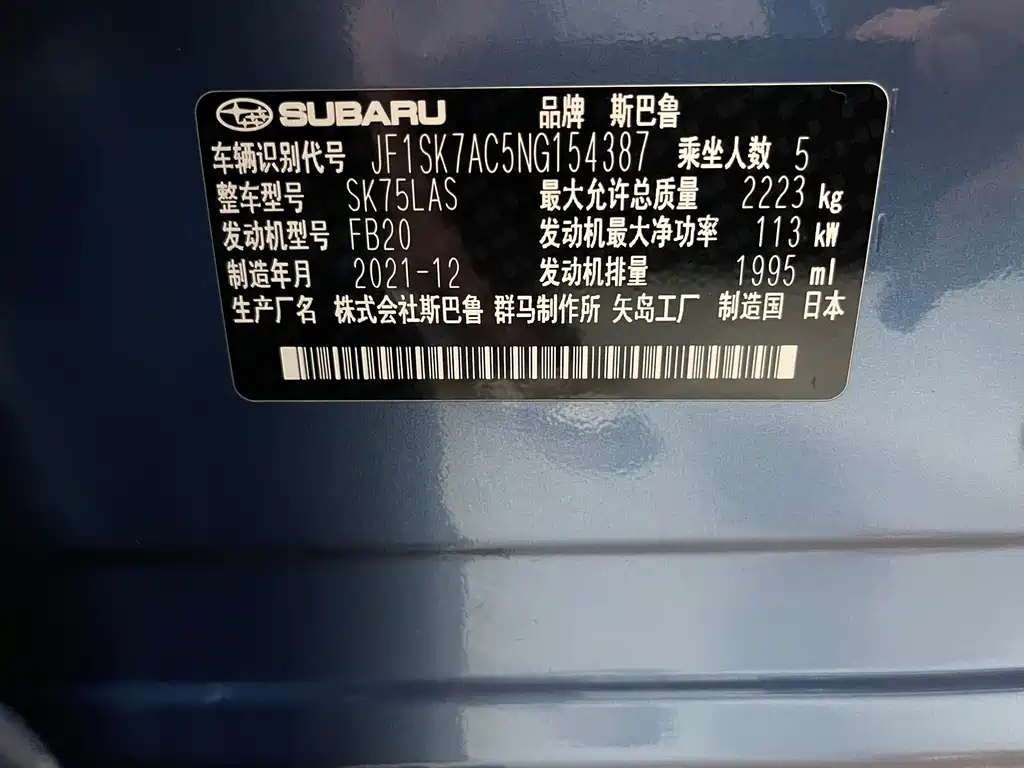 SUBARU 品牌 斯巴鲁
车辆识别代号 JF1SK7AC5NG154387 乘坐人数 5
整车型号 SK75LAS 最大允许总质量 2223 kg
发动机型号 FB20 发动机最大净功率 113 kW
制造年月 2021-12 发动机排量 1995 ml
生产厂名 株式会社斯巴鲁 群马制作所 矢岛工厂 制造国 日本